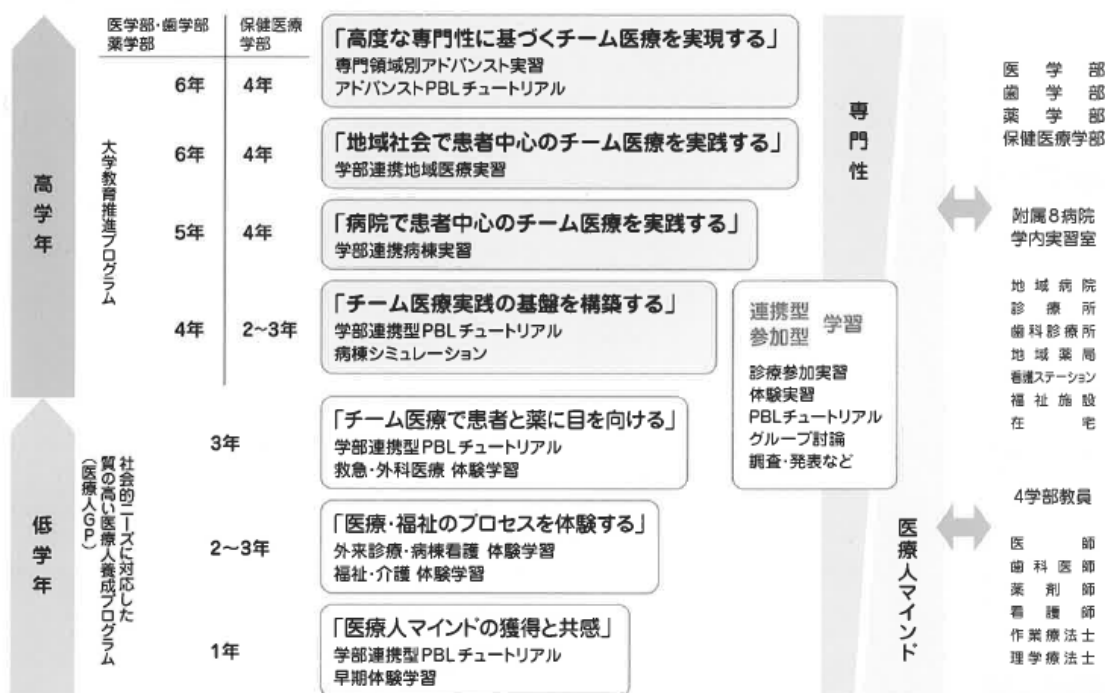 医学部・歯学部
薬学部
保健医療
学部
高学年
大学教育推進プログラム
6年
4年
「高度な専門性に基づくチーム医療を実現する」
専門領域別アドバンスト実習
アドバンストPBLチュートリアル
6年
4年
「地域社会で患者中心のチーム医療を実践する」
学部連携地域医療実習
5年
4年
「病院で患者中心のチーム医療を実践する」
学部連携病棟実習
4年
2~3年
「チーム医療実践の基盤を構築する」
学部連携型PBLチュートリアル
病棟シミュレーション
低学年
社会的ニーズに対応した
質の高い医療人養成プログラム
(医療人GP)
3年
「チーム医療で患者と薬に目を向ける」
学部連携型PBLチュートリアル
救急・外科医療 体験学習
2~3年
「医療・福祉のプロセスを体験する」
外来診療・病棟看護 体験学習
福祉・介護 体験学習
1年
「医療人マインドの獲得と共感」
学部連携型PBLチュートリアル
早期体験学習
専門性
連携型
参加型
学習
診療参加実習
体験実習
PBLチュートリアル
グループ討論
調査・発表など
医療人マインド
医学部
歯学部
薬学部
保健医療学部
附属8病院
学内実習室
地域病院
診療所
歯科診療所
地域薬局
看護ステーション
福祉施設
在宅
4学部教員
医師
歯科医師
薬剤師
看護師
作業療法士
理学療法士